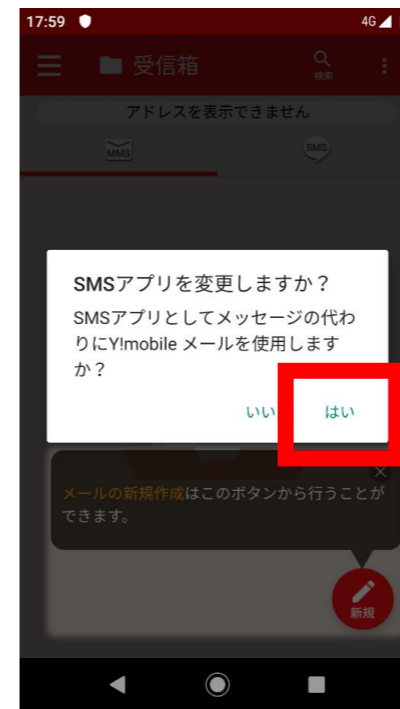 17:59
4G
受信箱
検索
アドレスを表示できません
MMS
SMS
SMSアプリを変更しますか？
SMSアプリとしてメッセージの代わ
りにY!mobile メールを使用します
か？
いい
はい
メールの新規作成はこのボタンから行うことが
できます。
新規